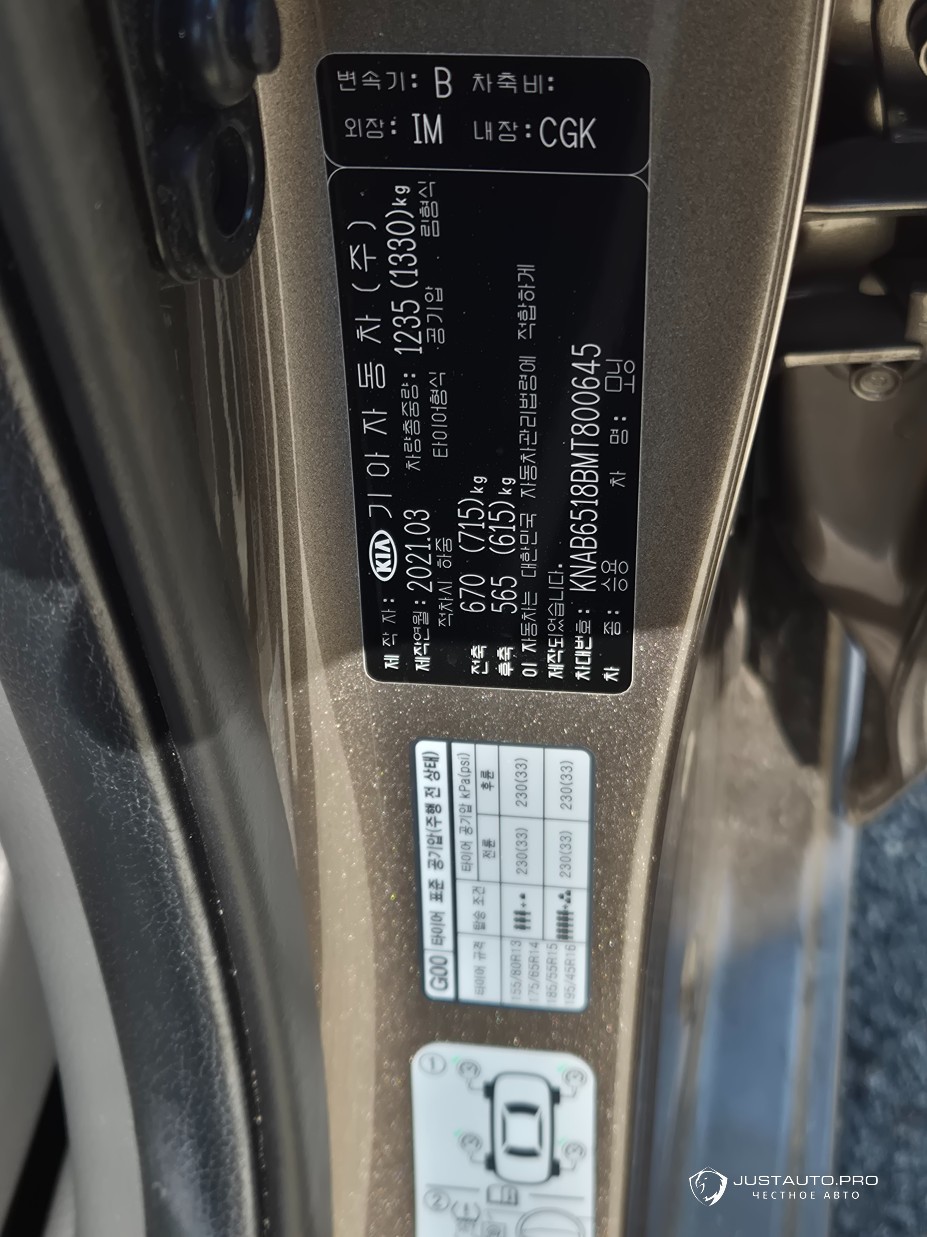 변속기: B 차축비:
외장: IM 내장: CGK
제 작 자: KIA 기아자동차(주)
제작연월: 2021.03 차량총중량: 1235 (1330)kg
적차시 하중 타이어형식 공기압 림형식
전축 670 (715)kg
후축 565 (615)kg
이 자동차는 대한민국 자동차관리법령에 적합하게
제작되었습니다.
차대번호: KNAB6518BMT800645
차 종: 승용 차 명: 모닝
G00 타이어 표준 공기압(주행 전 상태)
타이어 규격 탑승 조건 타이어 공기압 kPa(psi)
전륜 후륜
155/80R13
175/65R14 230(33) 230(33)
185/55R15
195/45R16 230(33) 230(33)
①
③ ③
③ ③
②
JUSTAUTO.PRO
ЧЕСТНОЕ АВТО